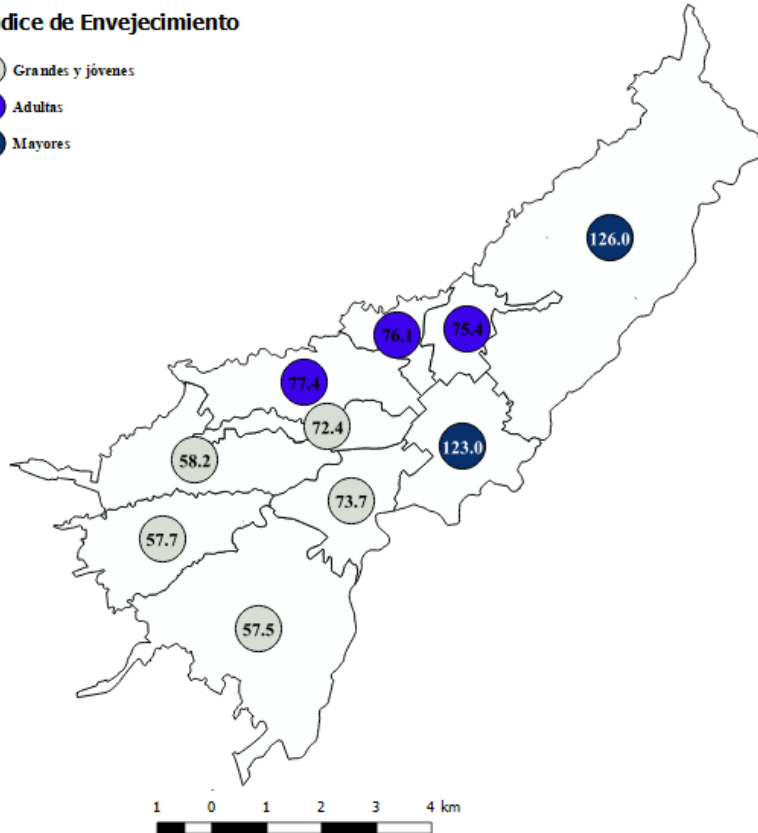 dice de Envejecimiento
Grandes y jóvenes
Adultas
Mayores
126.0
76.1
75.4
77.4
72.4
123.0
58.2
73.7
57.7
57.5
1 0 1 2 3 4 km